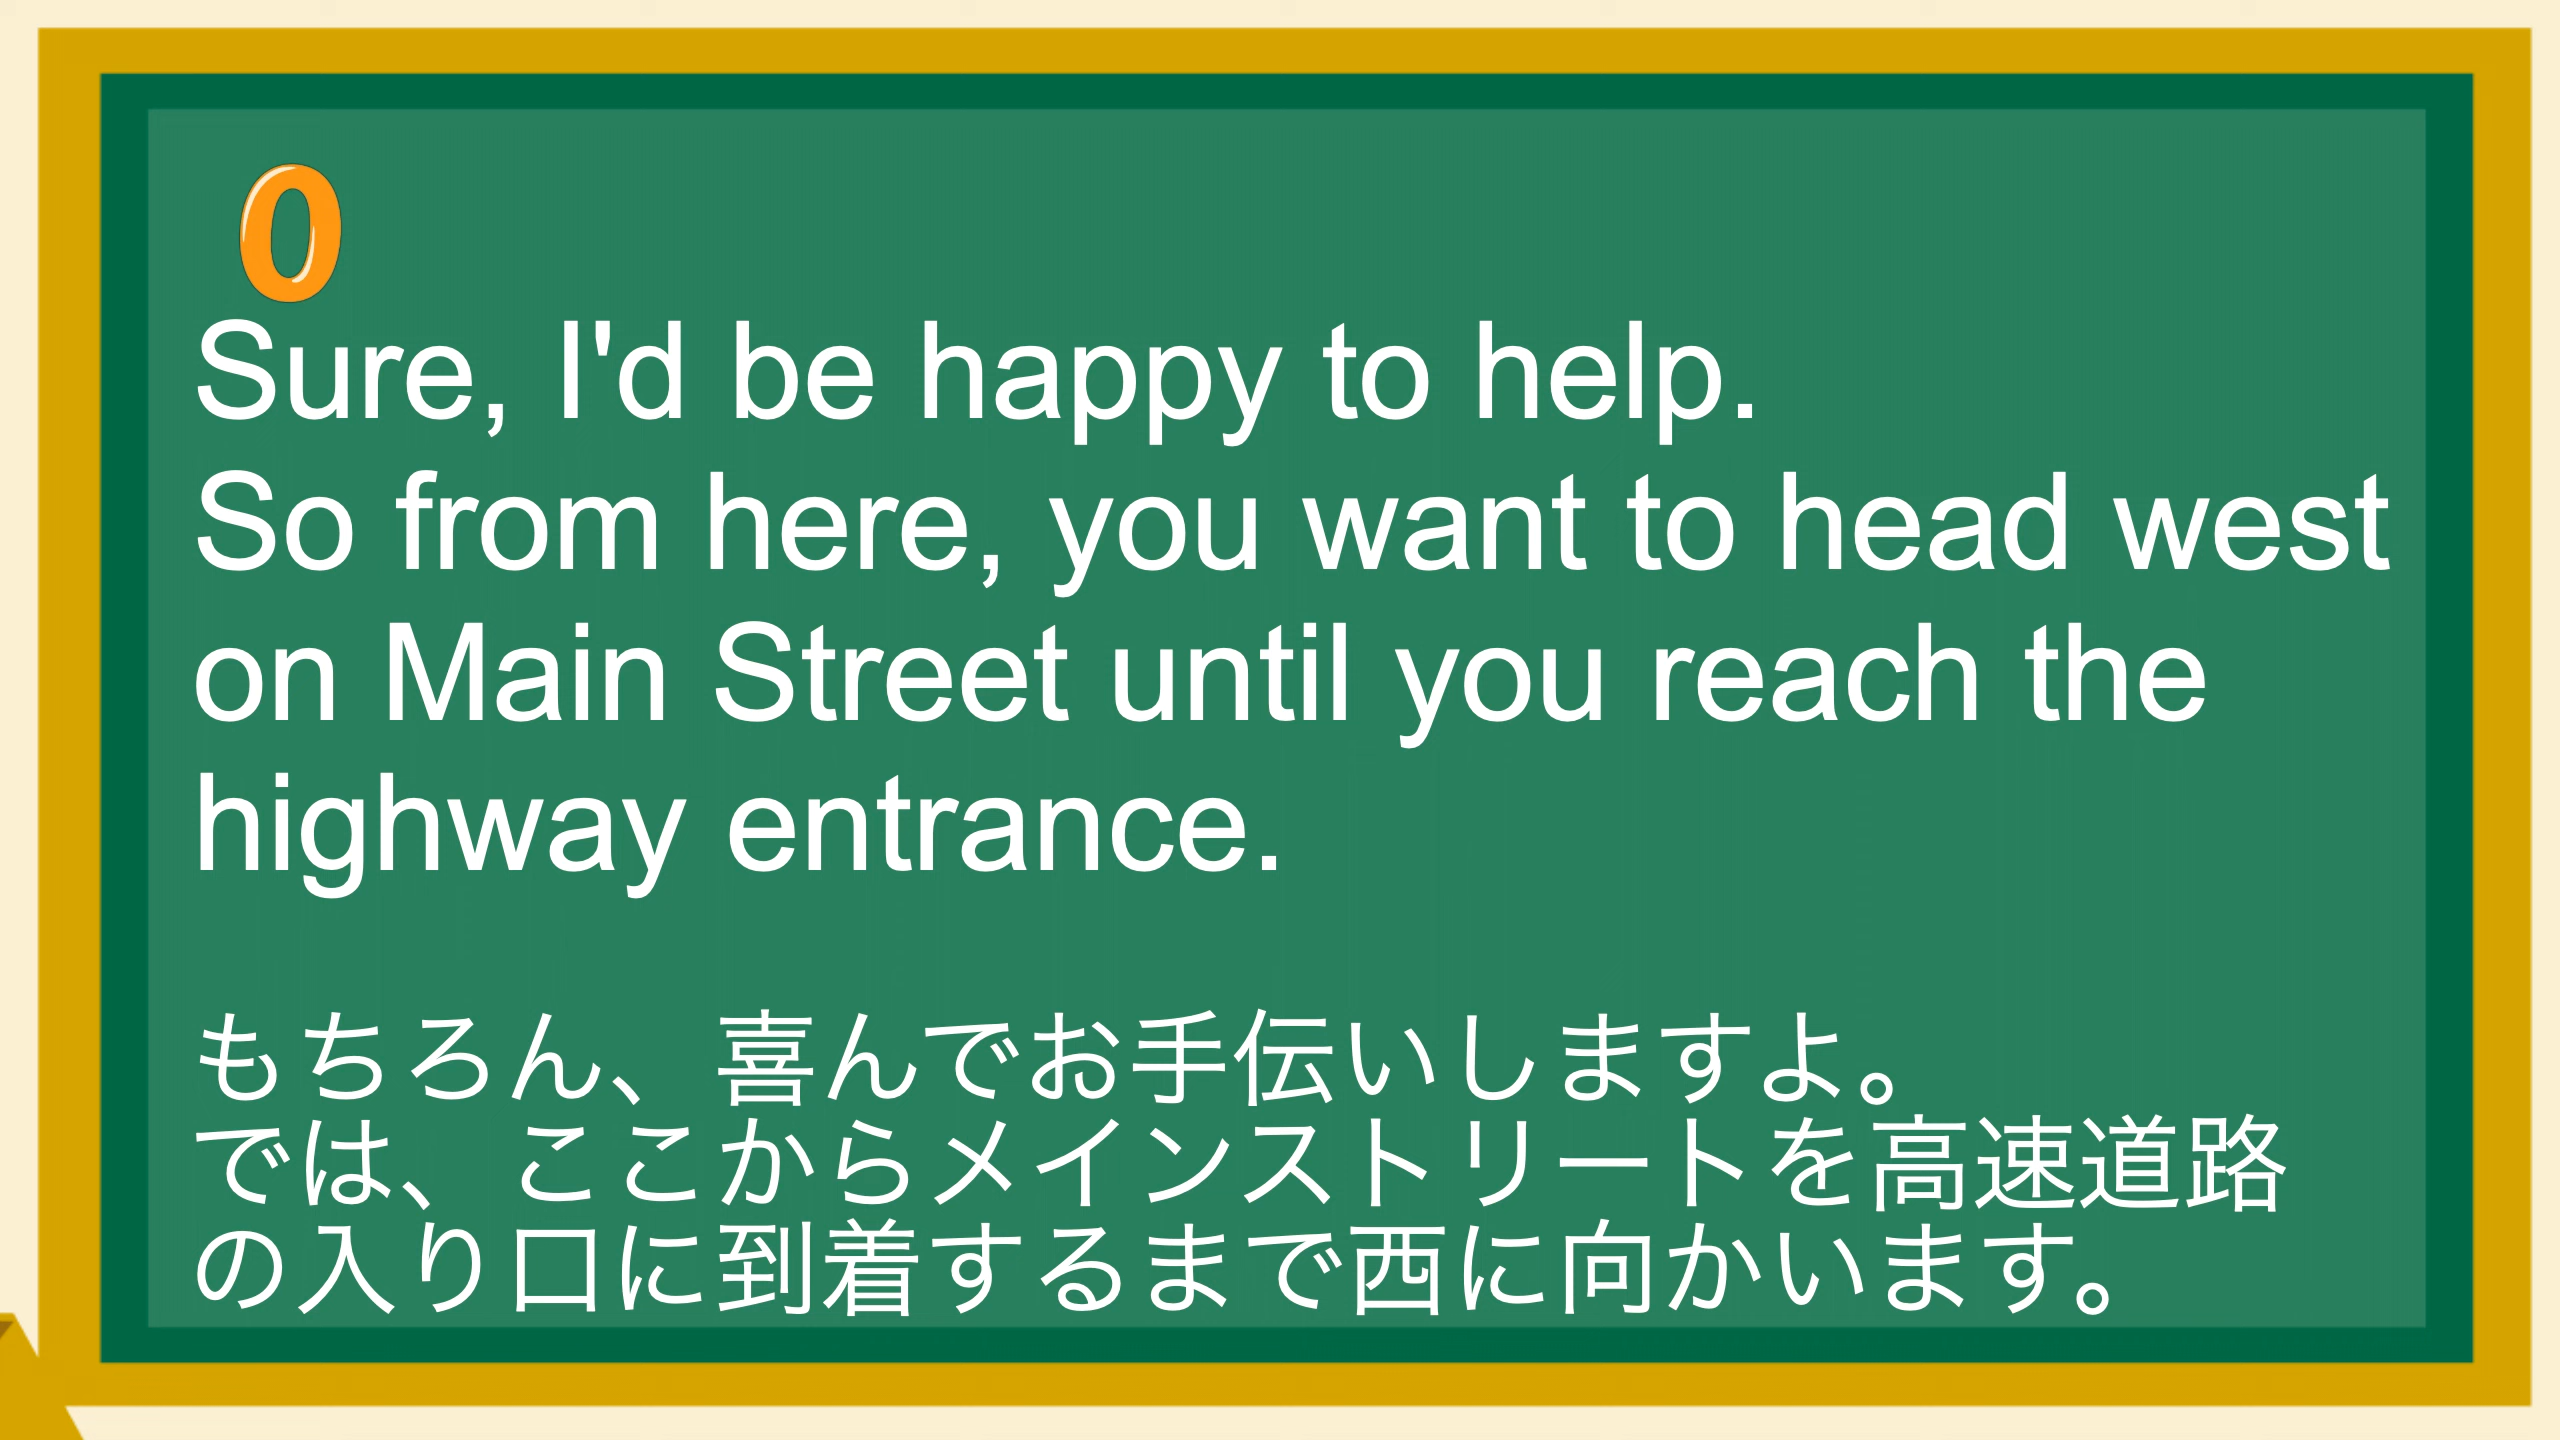 0
Sure, I'd be happy to help.
So from here, you want to head west
on Main Street until you reach the
highway entrance.
もちろん、喜んでお手伝いしますよ。
では、ここからメインストリートを高速道路
の入り口に到着するまで西に向かいます。